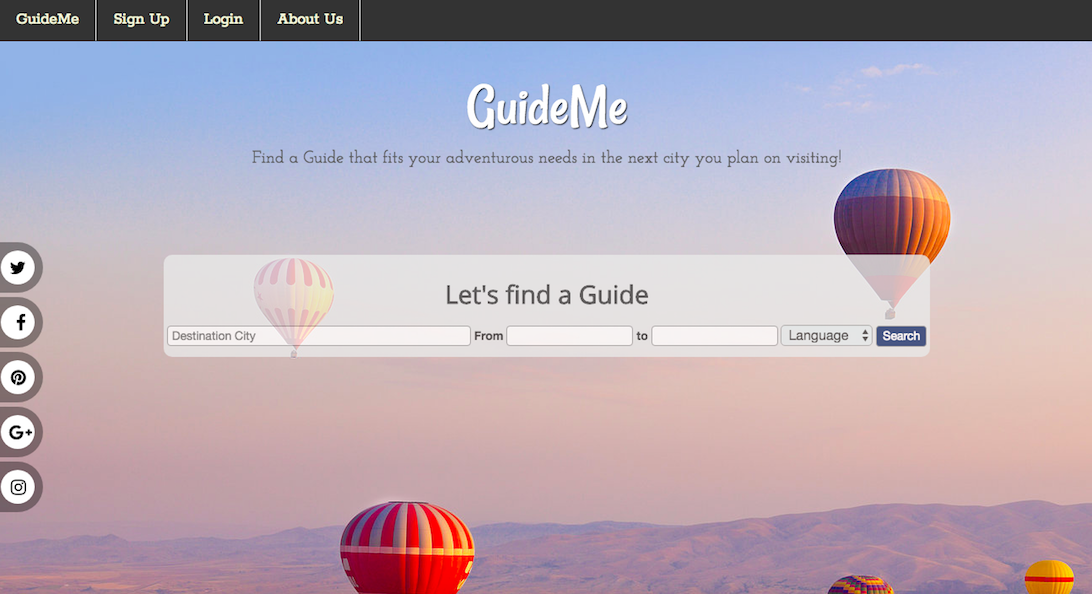 GuideMe Sign Up Login About Us
GuideMe
Find a Guide that fits your adventurous needs in the next city you plan on visiting!
Let's find a Guide
Destination City From to Language Search
G+